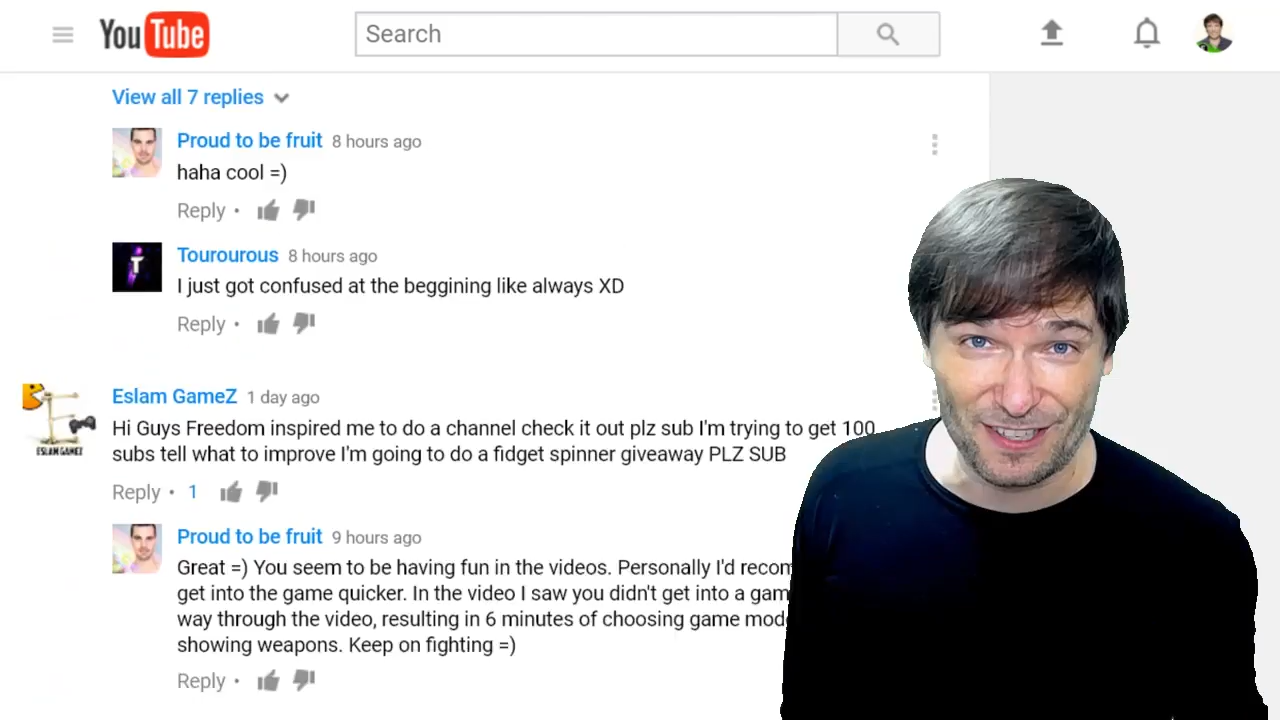 YouTube
Search
View all 7 replies
Proud to be fruit 8 hours ago
haha cool =)
Reply •
T
Tourourous 8 hours ago
I just got confused at the beggining like always XD
Reply •
Eslam GameZ 1 day ago
Hi Guys Freedom inspired me to do a channel check it out plz sub I'm trying to get 100
subs tell what to improve I'm going to do a fidget spinner giveaway PLZ SUB
ESLAM GAMEZ
Reply • 1
Proud to be fruit 9 hours ago
Great =) You seem to be having fun in the videos. Personally I'd
get into the game quicker. In the video I saw you didn't get into a
way through the video, resulting in 6 minutes of choosing game
showing weapons. Keep on fighting =)
Reply •